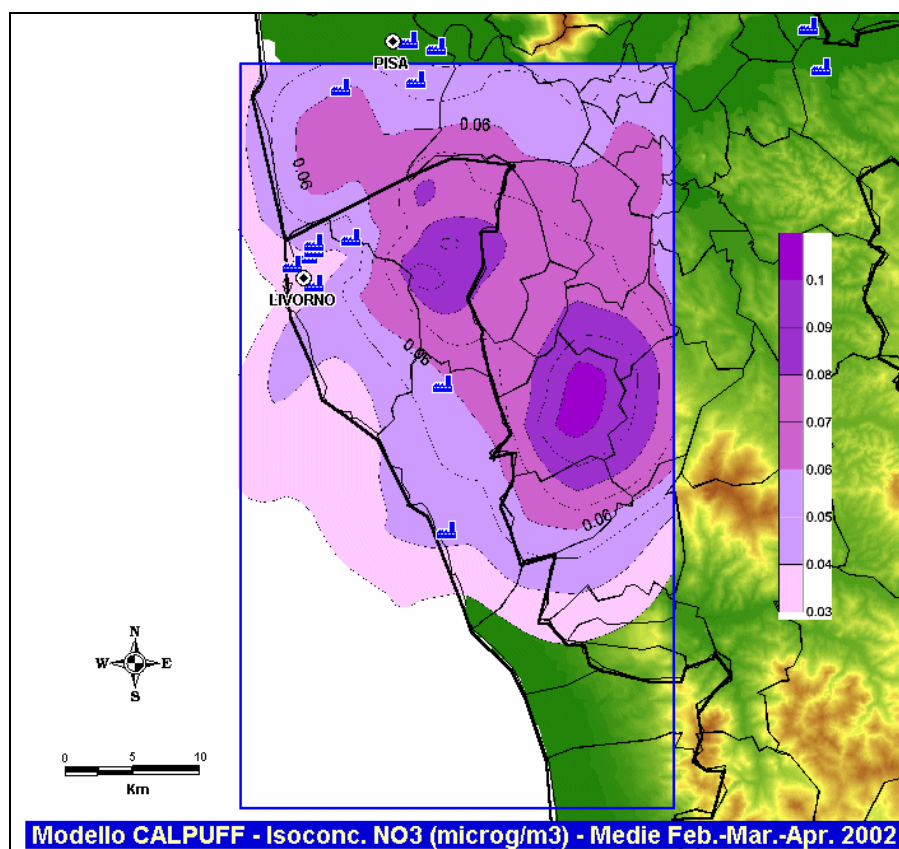 PISA
0.06
0.06
LIVORNO
0.06
0.06
0.1
0.09
0.08
0.07
0.06
0.05
0.04
0.03
N
W E
S
0 5 10
Km
Modello CALPUFF - Isoconc. NO3 (microg/m3) - Medie Feb.-Mar.-Apr. 2002